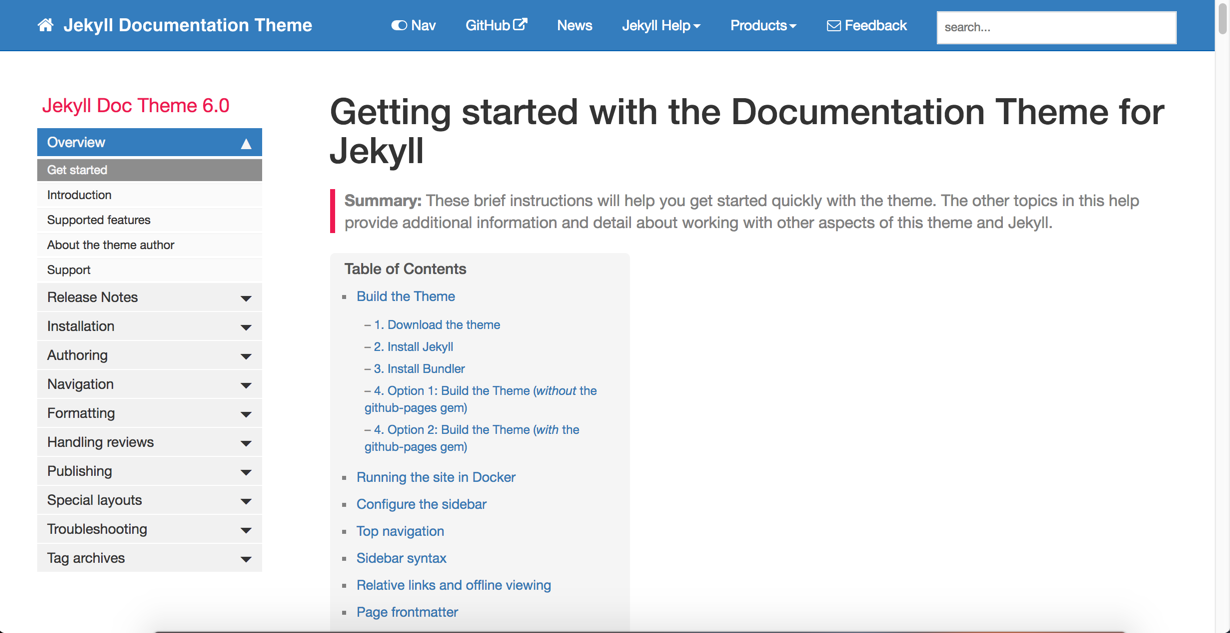 Jekyll Documentation Theme
Nav
GitHub
News
Jekyll Help
Products
Feedback
search...
Jekyll Doc Theme 6.0
Overview
Get started
Introduction
Supported features
About the theme author
Support
Release Notes
Installation
Authoring
Navigation
Formatting
Handling reviews
Publishing
Special layouts
Troubleshooting
Tag archives
Getting started with the Documentation Theme for
Jekyll
Summary: These brief instructions will help you get started quickly with the theme. The other topics in this help
provide additional information and detail about working with other aspects of this theme and Jekyll.
Table of Contents
Build the Theme
– 1. Download the theme
– 2. Install Jekyll
– 3. Install Bundler
– 4. Option 1: Build the Theme (without the
github-pages gem)
– 4. Option 2: Build the Theme (with the
github-pages gem)
Running the site in Docker
Configure the sidebar
Top navigation
Sidebar syntax
Relative links and offline viewing
Page frontmatter